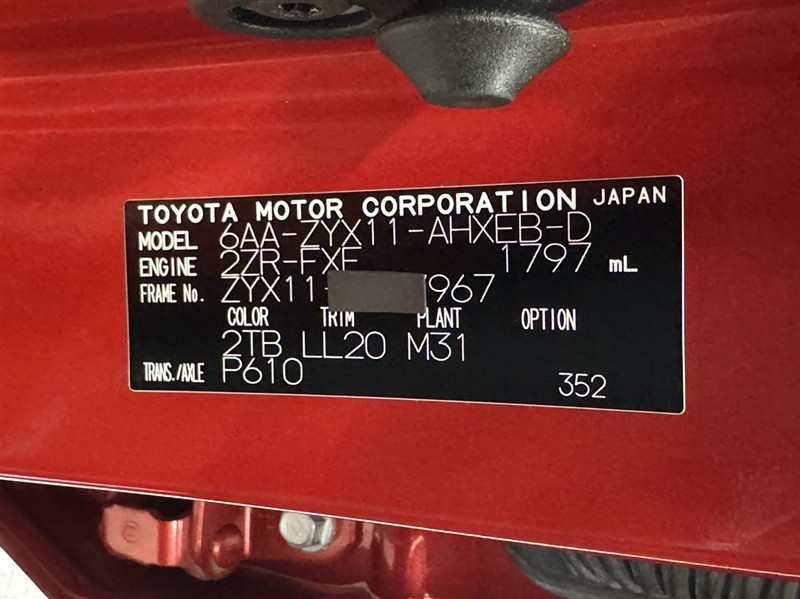 TOYOTA MOTOR CORPORATION JAPAN
MODEL 6AA-ZYX11-AHXEB-D
ENGINE 2ZR-FXE 1797 mL
FRAME No. ZYX11- 967
COLOR TRIM PLANT OPTION
2TB LL20 M31
TRANS./AXLE P610
352